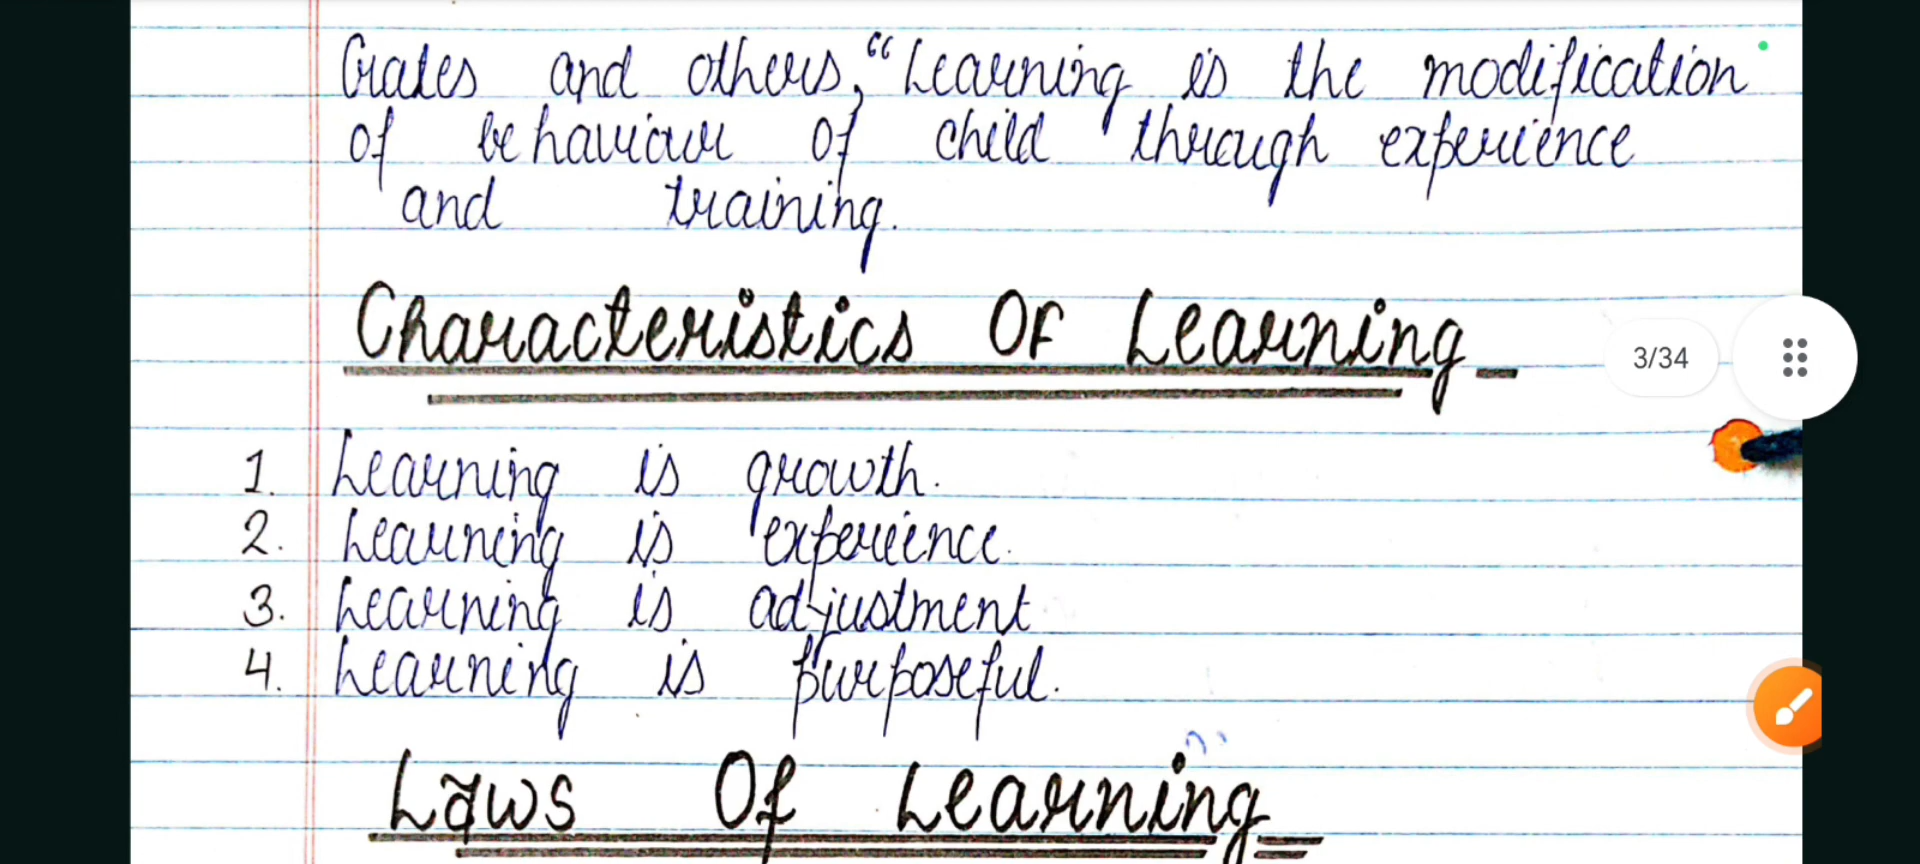 Gates and others, "Learning is the modification
of behaviour of child through experience
and training.
Characteristics Of Learning -
3/34
1. Learning is growth.
2. Learning is experience.
3. Learning is adjustment
4. Learning is purposeful.
Laws Of Learning